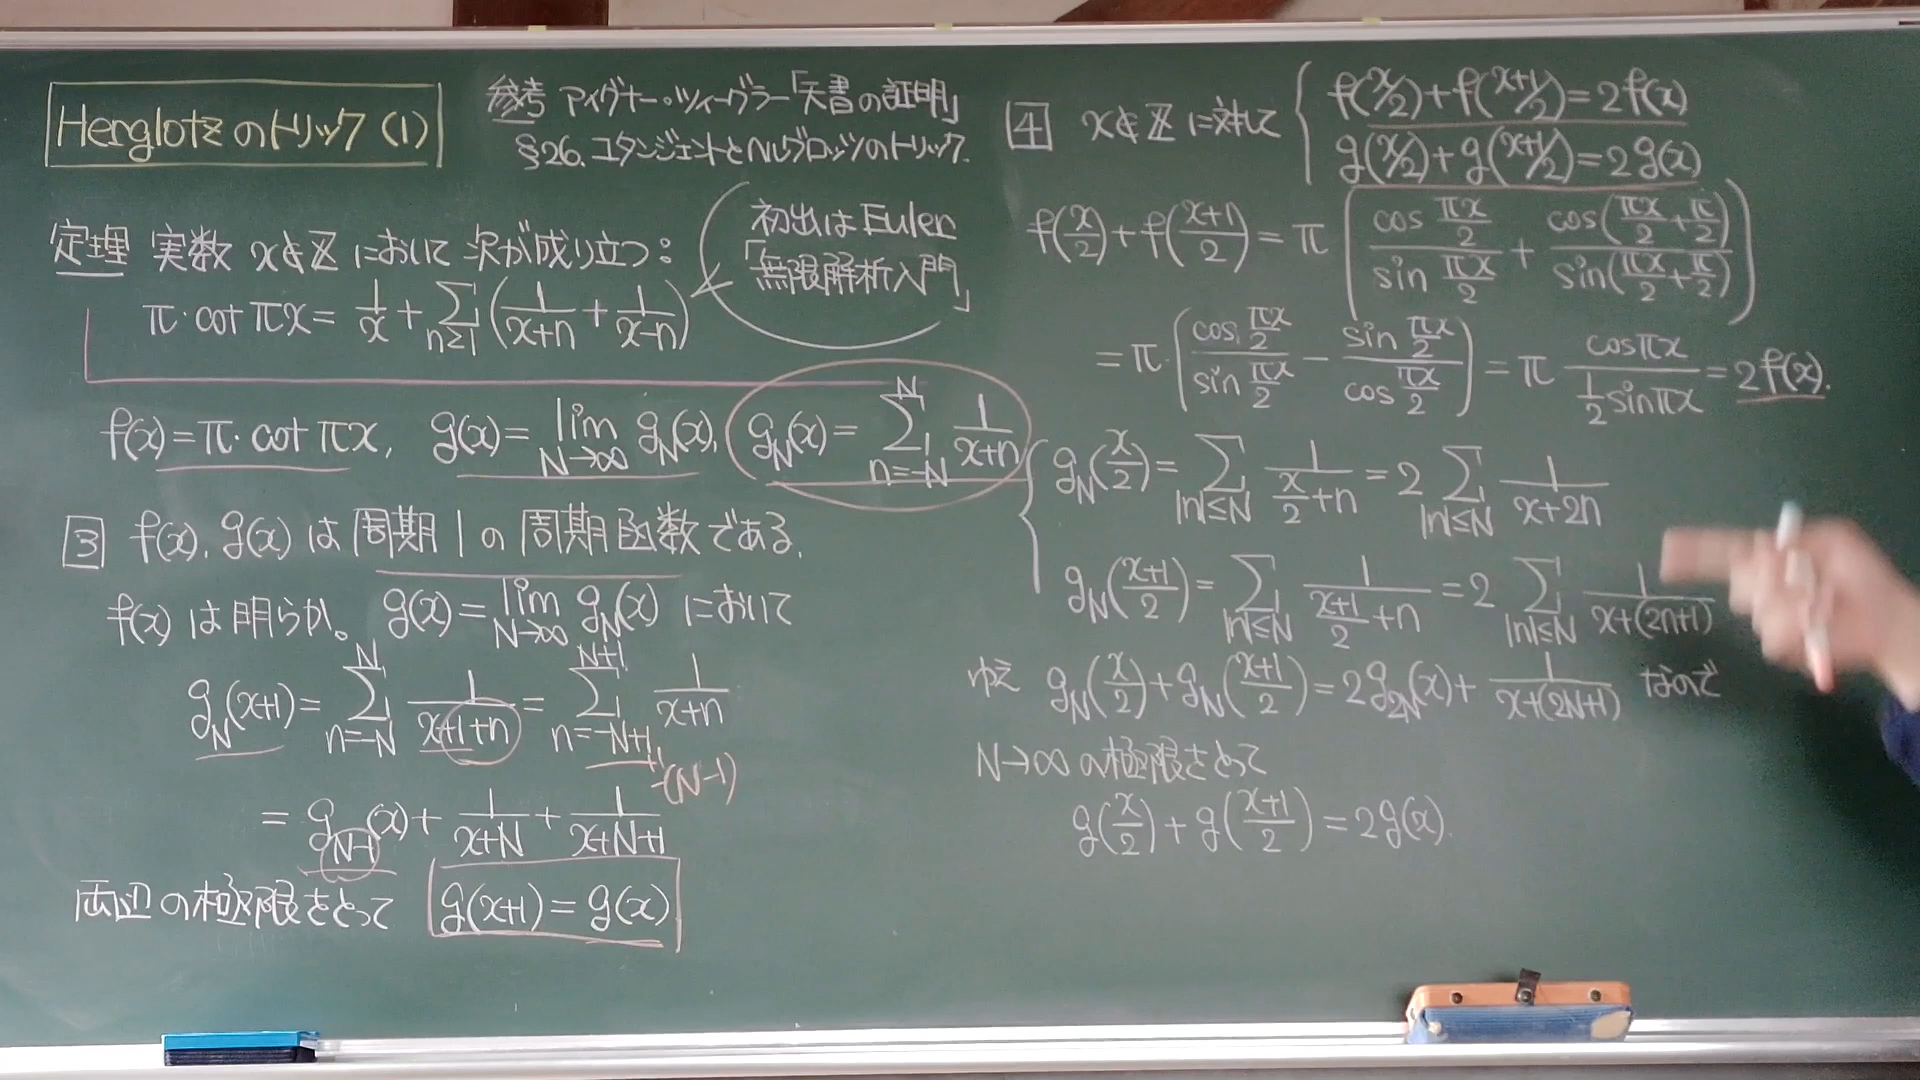 Herglotzのトリック(1)
参考 アイグナー・ツィーグラー「天書の証明」
§26. コタンジェントとヘルグロッツのトリック.
定理 実数 x∉ℤ において 次が成り立つ:
π·cot πx = 1/x + Σ_{n≥1} (1/(x+n) + 1/(x-n))
初出は Euler
「無限解析入門」
f(x) = π·cot πx, g(x) = lim_{N→∞} g_N(x), g_N(x) = Σ_{n=-N}^{N} 1/(x+n)
3 f(x), g(x) は 周期 1 の 周期函数である.
f(x) は 明らか。 g(x) = lim_{N→∞} g_N(x) において
g_N(x+1) = Σ_{n=-N}^{N} 1/(x+1+n) = Σ_{n=-N+1}^{N+1} 1/(x+n)
-(N-1)
= g_{N-1}(x) + 1/(x+N) + 1/(x+N+1)
両辺の極限をとって g(x+1) = g(x)
4 x∉ℤ に対して { f(x/2) + f((x+1)/2) = 2f(x)
g(x/2) + g((x+1)/2) = 2g(x)
f(x/2) + f((x+1)/2) = π ( cos πx/2 / sin πx/2 + cos(πx/2 + π/2) / sin(πx/2 + π/2) )
= π·( cos πx/2 / sin πx/2 − sin πx/2 / cos πx/2 ) = π cosπx / (1/2 sinπx) = 2f(x).
{ g_N(x/2) = Σ_{|n|≤N} 1/(x/2+n) = 2 Σ_{|n|≤N} 1/(x+2n)
g_N((x+1)/2) = Σ_{|n|≤N} 1/((x+1)/2+n) = 2 Σ_{|n|≤N} 1/(x+(2n+1))
ゆえ g_N(x/2) + g_N((x+1)/2) = 2g_{2N}(x) + 1/(x+(2N+1)) なので
N→∞ の極限をとって
g(x/2) + g((x+1)/2) = 2g(x).